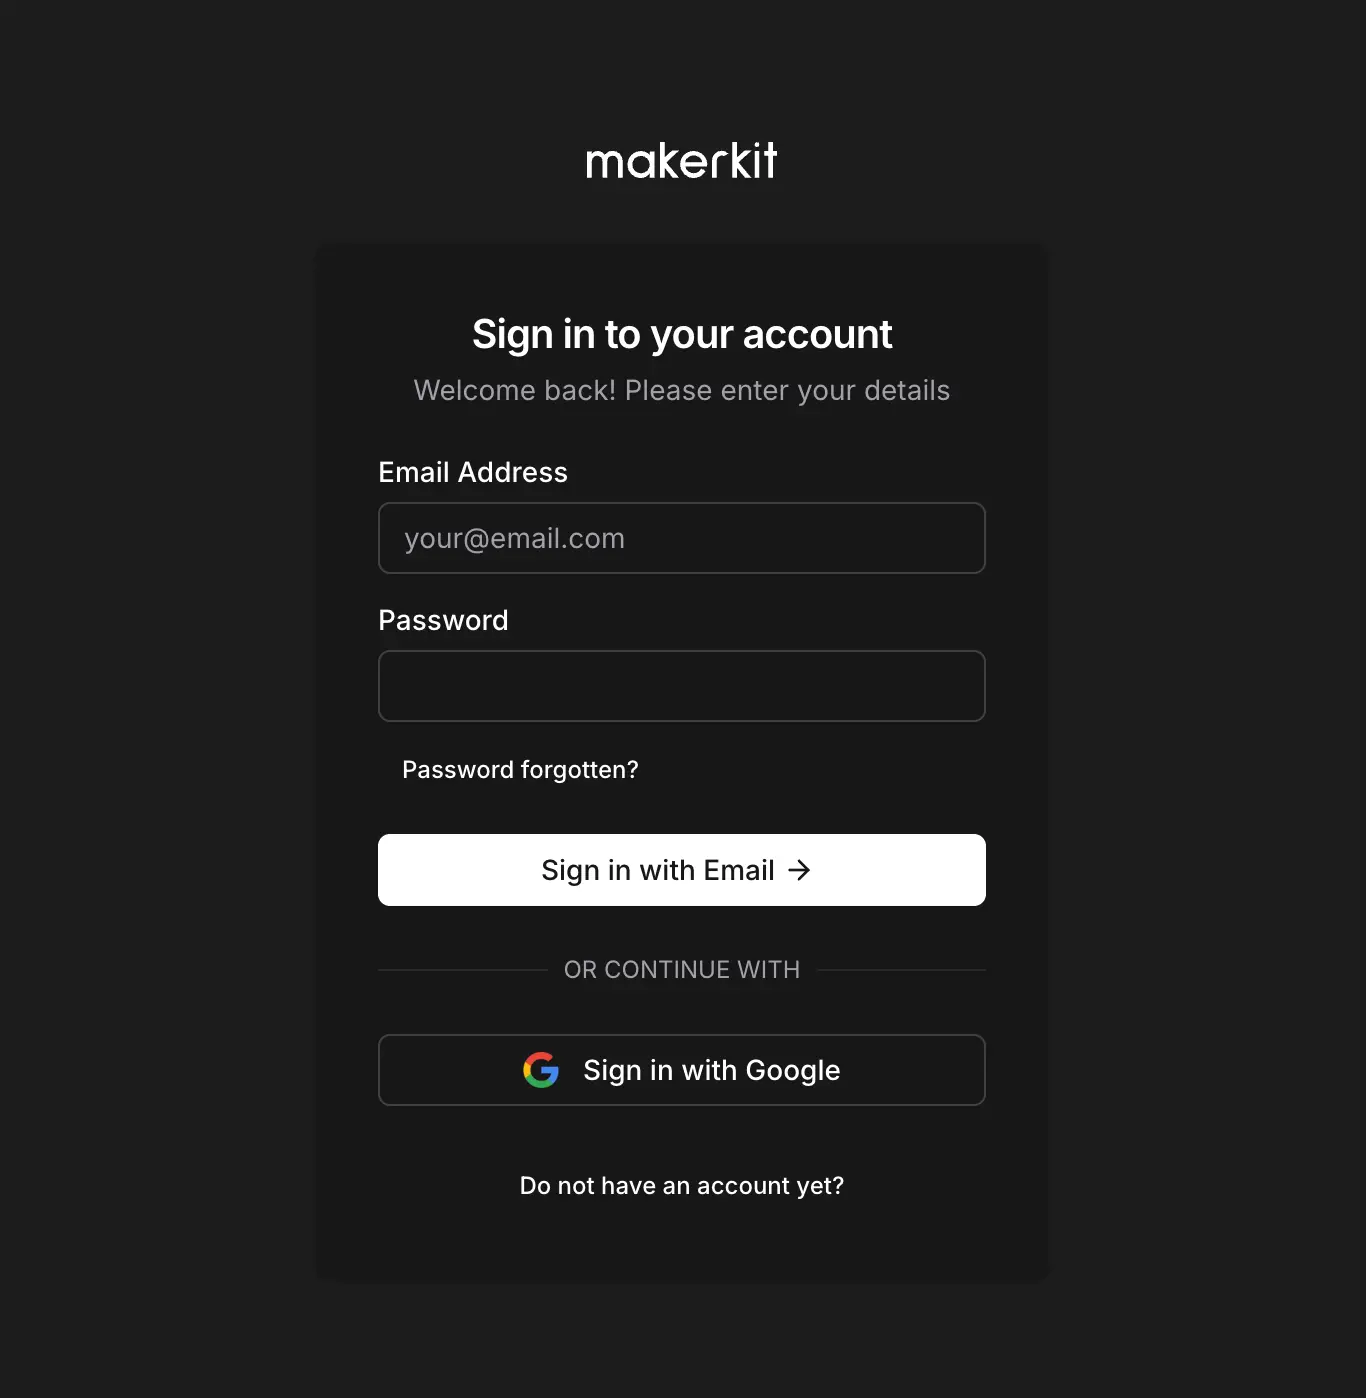 makerkit
Sign in to your account
Welcome back! Please enter your details
Email Address
your@email.com
Password
Password forgotten?
Sign in with Email →
OR CONTINUE WITH
Sign in with Google
Do not have an account yet?